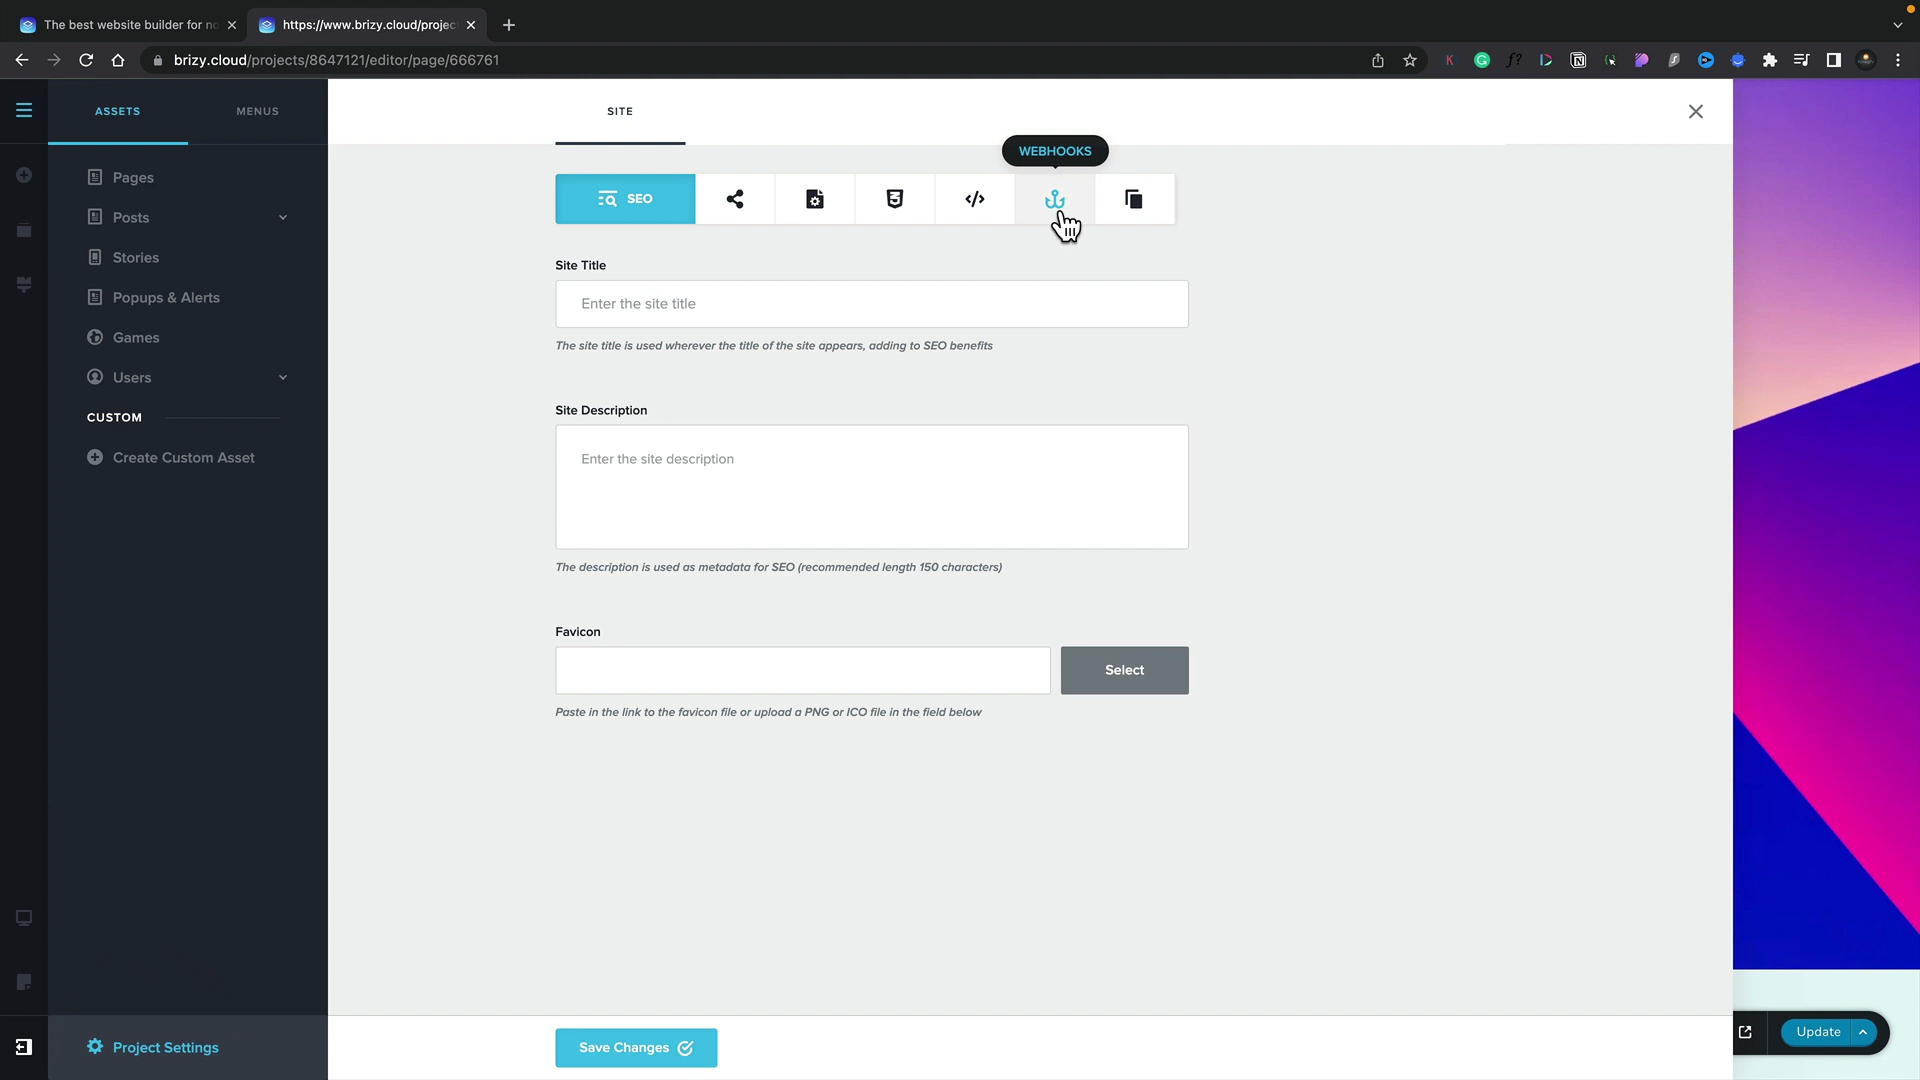 The best website builder for no
https://www.brizy.cloud/projec
brizy.cloud/projects/8647121/editor/page/666761
ASSETS
MENUS
SITE
WEBHOOKS
SEO
Pages
Posts
Stories
Popups & Alerts
Games
Users
CUSTOM
Create Custom Asset
Site Title
Enter the site title
The site title is used wherever the title of the site appears, adding to SEO benefits
Site Description
Enter the site description
The description is used as metadata for SEO (recommended length 150 characters)
Favicon
Select
Paste in the link to the favicon file or upload a PNG or ICO file in the field below
Project Settings
Save Changes
Update